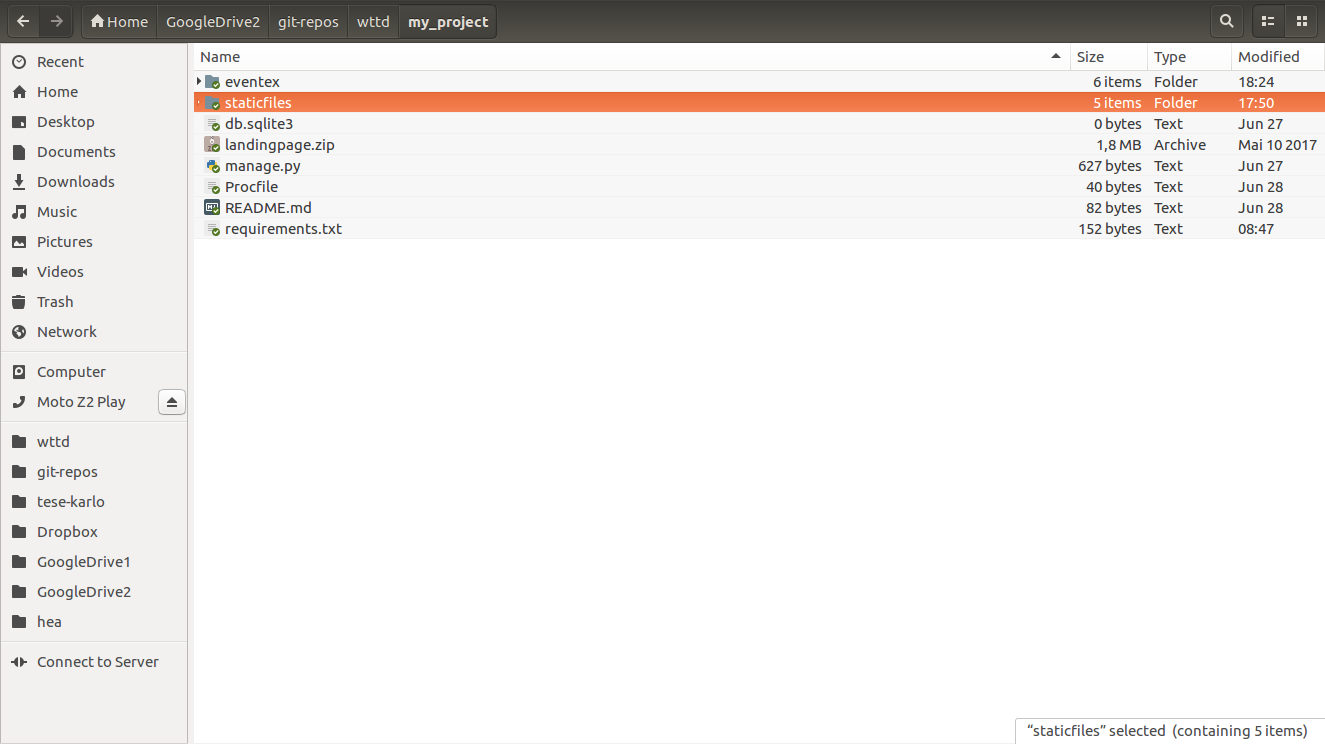 Home GoogleDrive2 git-repos wttd my_project
Name Size Type Modified
Recent
Home
Desktop
Documents
Downloads
Music
Pictures
Videos
Trash
Network
Computer
Moto Z2 Play
wttd
git-repos
tese-karlo
Dropbox
GoogleDrive1
GoogleDrive2
hea
Connect to Server
eventex 6 items Folder 18:24
staticfiles 5 items Folder 17:50
db.sqlite3 0 bytes Text Jun 27
landingpage.zip 1,8 MB Archive Mai 10 2017
manage.py 627 bytes Text Jun 27
Procfile 40 bytes Text Jun 28
README.md 82 bytes Text Jun 28
requirements.txt 152 bytes Text 08:47
“staticfiles” selected (containing 5 items)